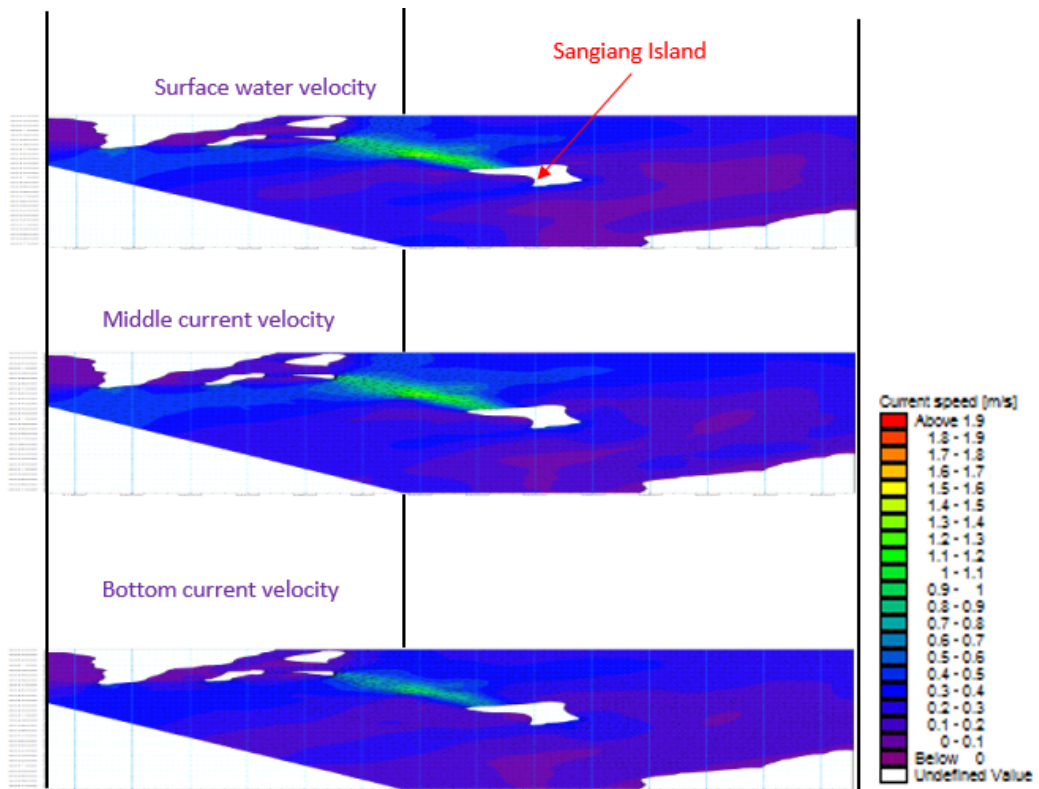 Sangiang Island
Surface water velocity
Middle current velocity
Bottom current velocity
Current speed [m/s]
Above 1.9
1.8 - 1.9
1.7 - 1.8
1.6 - 1.7
1.5 - 1.6
1.4 - 1.5
1.3 - 1.4
1.2 - 1.3
1.1 - 1.2
1 - 1.1
0.9 - 1
0.8 - 0.9
0.7 - 0.8
0.6 - 0.7
0.5 - 0.6
0.4 - 0.5
0.3 - 0.4
0.2 - 0.3
0.1 - 0.2
0 - 0.1
Below 0
Undefined Value